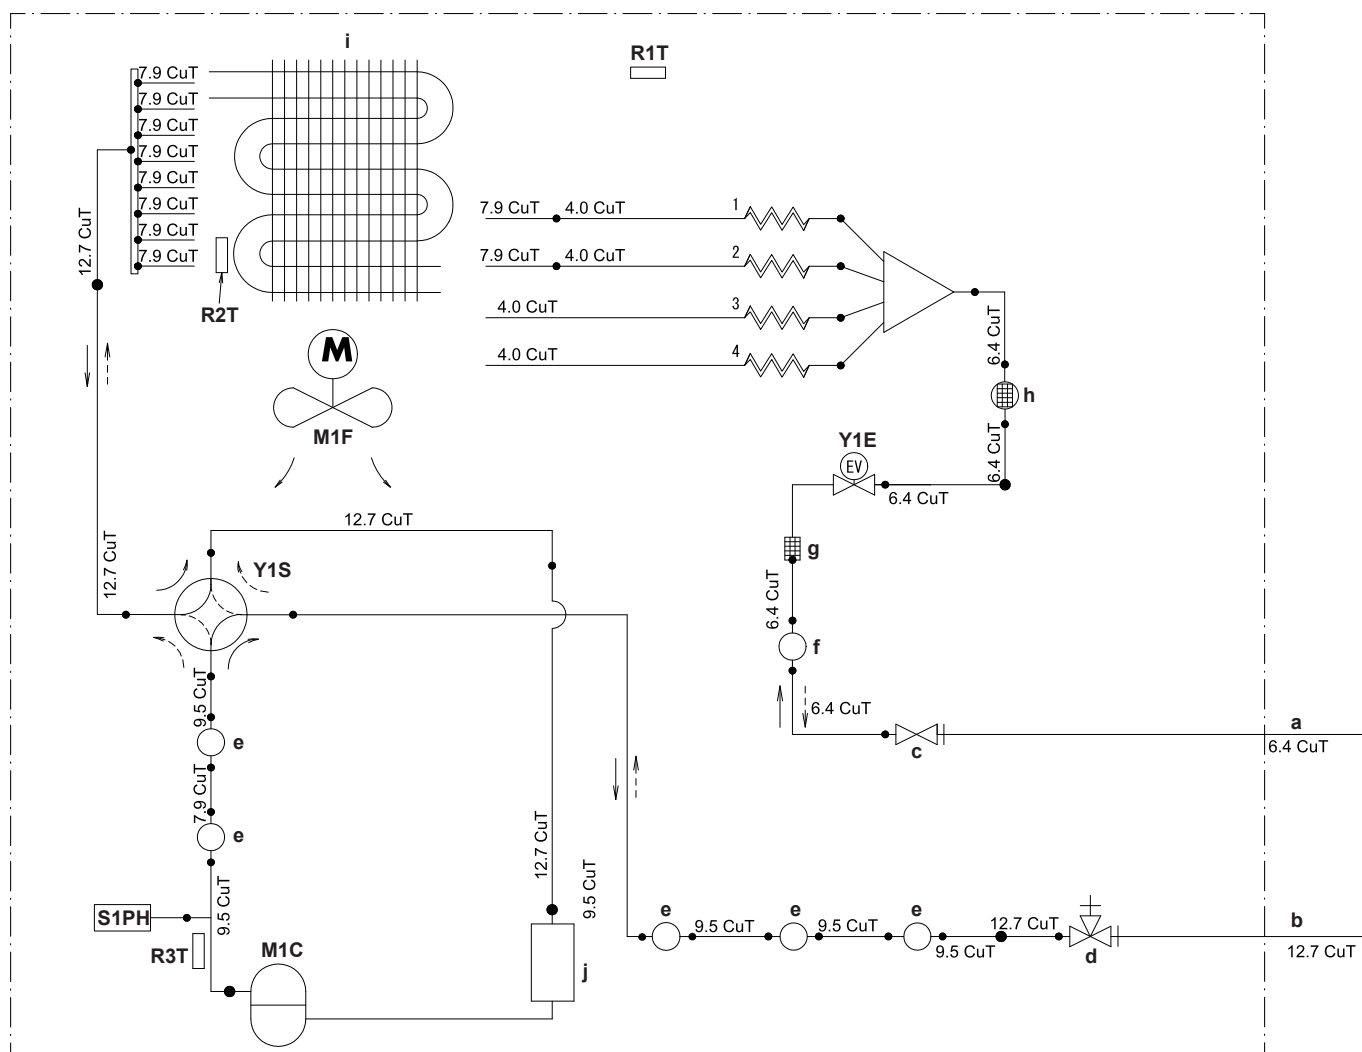 i
R1T
7.9 CuT
7.9 CuT
7.9 CuT
7.9 CuT
7.9 CuT
7.9 CuT
7.9 CuT
7.9 CuT
12.7 CuT
R2T
7.9 CuT 4.0 CuT 1
7.9 CuT 4.0 CuT 2
4.0 CuT 3
4.0 CuT 4
6.4 CuT
h
6.4 CuT
M
M1F
Y1E
EV
6.4 CuT
12.7 CuT
g
12.7 CuT
Y1S
6.4 CuT
f
9.5 CuT
6.4 CuT
e
c
a
6.4 CuT
7.9 CuT
e
12.7 CuT
9.5 CuT
9.5 CuT
S1PH
R3T
M1C
j
e
9.5 CuT
e
9.5 CuT
e
9.5 CuT
12.7 CuT
d
b
12.7 CuT